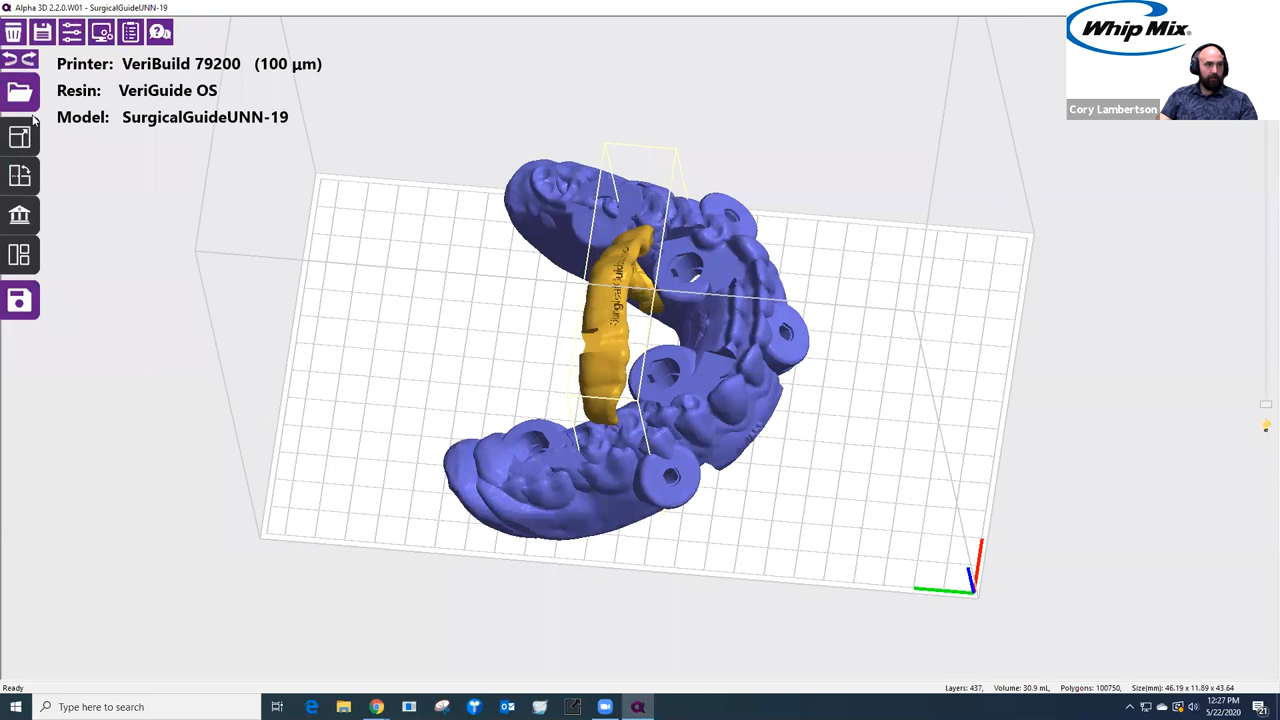 Alpha 3D 2.2.0.W01 - SurgicalGuideUNN-19
Printer: VeriBuild 79200 (100 µm)
Resin: VeriGuide OS
Model: SurgicalGuideUNN-19
Whip Mix®
Cory Lambertson
Ready
Layers: 437, Volume: 30.9 mL, Polygons: 100750, Size(mm): 46.19 x 11.89 x 43.64
Type here to search
12:27 PM
5/22/2020
21